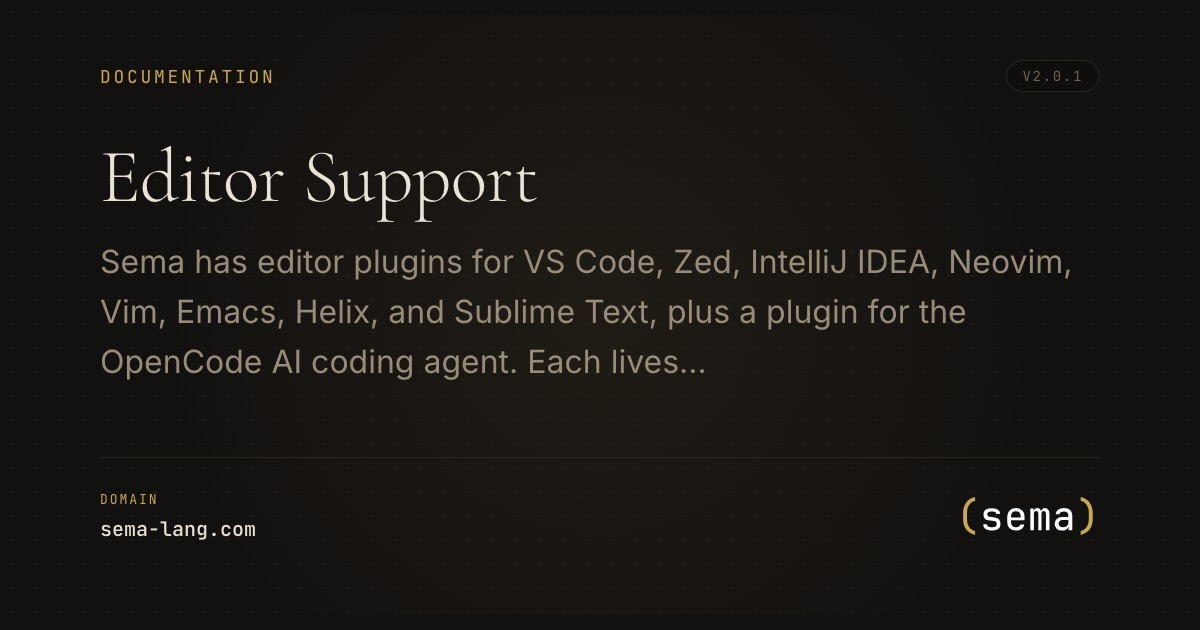 DOCUMENTATION
V2.0.1
Editor Support
Sema has editor plugins for VS Code, Zed, IntelliJ IDEA, Neovim,
Vim, Emacs, Helix, and Sublime Text, plus a plugin for the
OpenCode AI coding agent. Each lives...
DOMAIN
sema-lang.com
(sema)